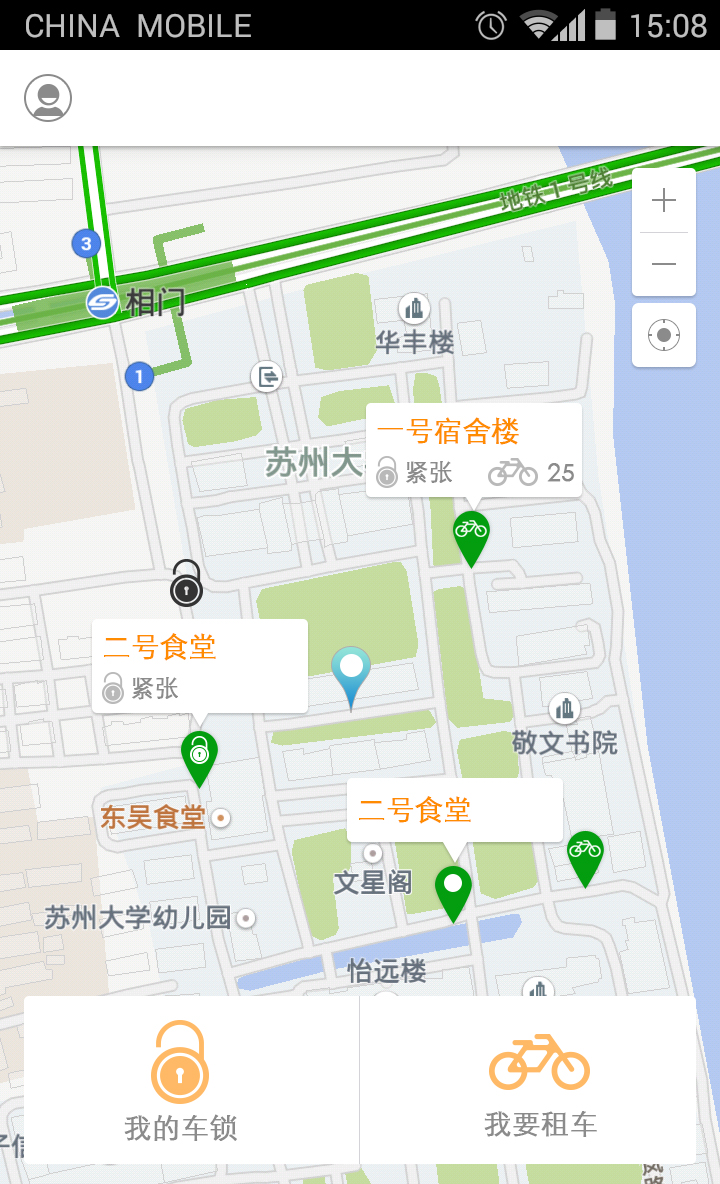 CHINA MOBILE 15:08
地铁1号线
3
相门
华丰楼
1
一号宿舍楼
苏州大
紧张 25
二号食堂
紧张
敬文书院
二号食堂
东吴食堂
文星阁
苏州大学幼儿园
怡远楼
我的车锁
我要租车
子信